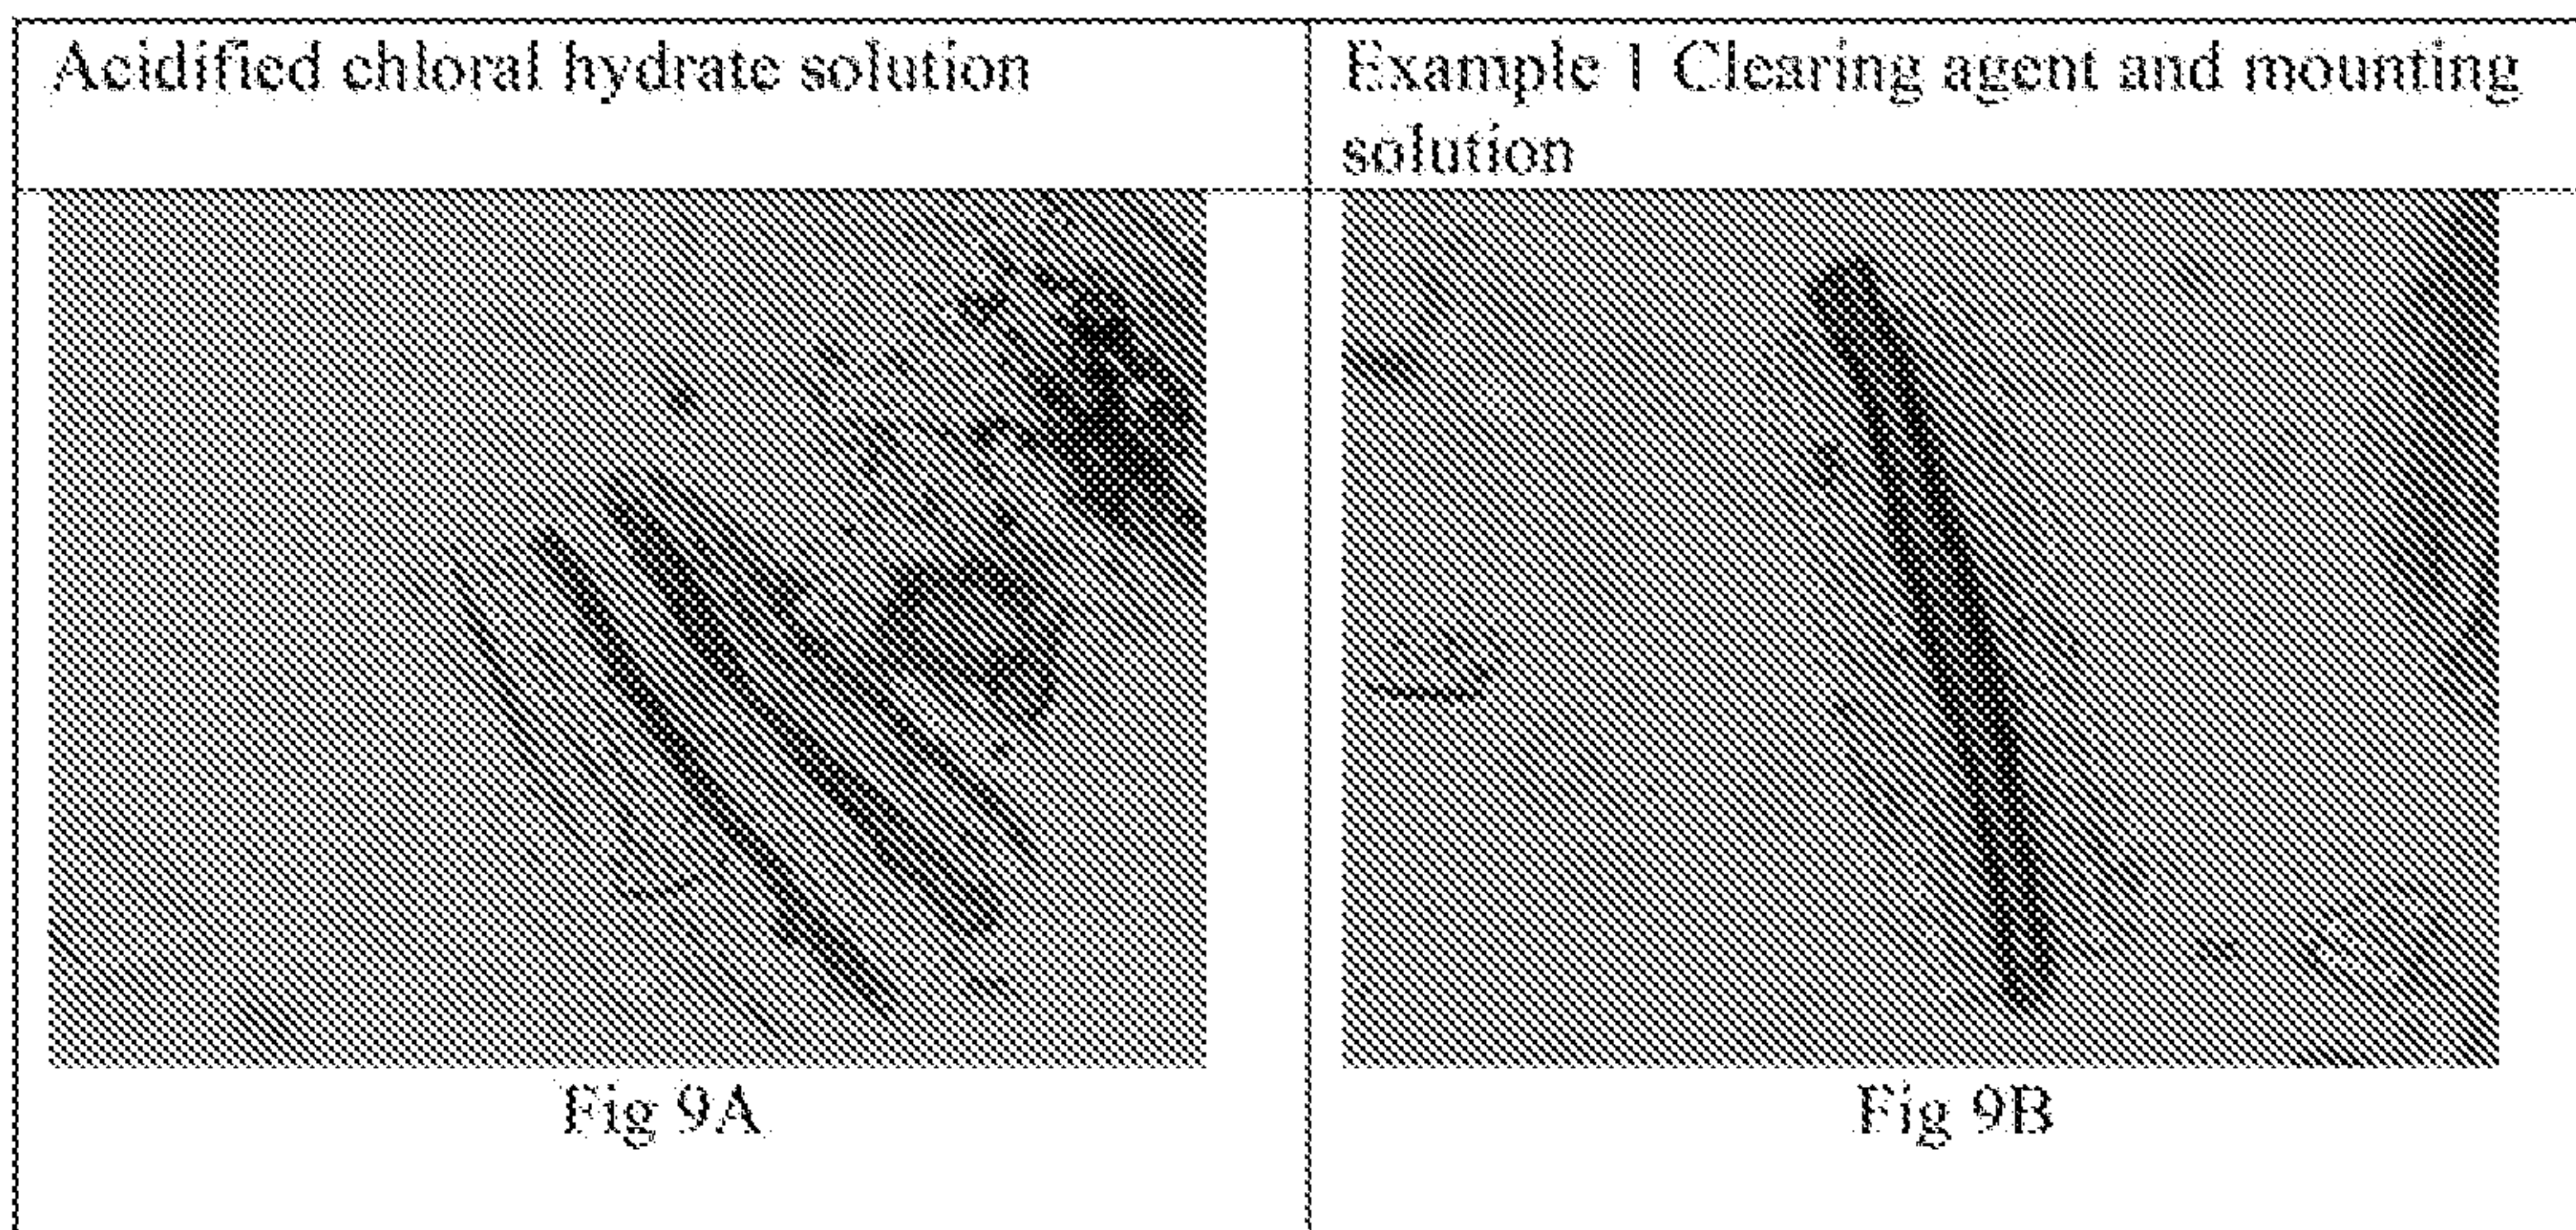 Acidified chloral hydrate solution
Example 1 Clearing agent and mounting
solution
Fig 9A
Fig 9B